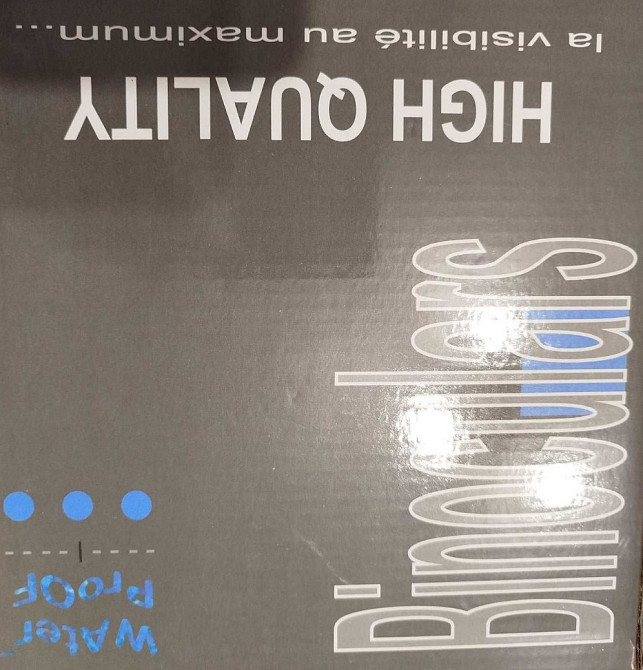 Water
ProOF
Binoculars
HIGH QUALITY
la visibilité au maximum...